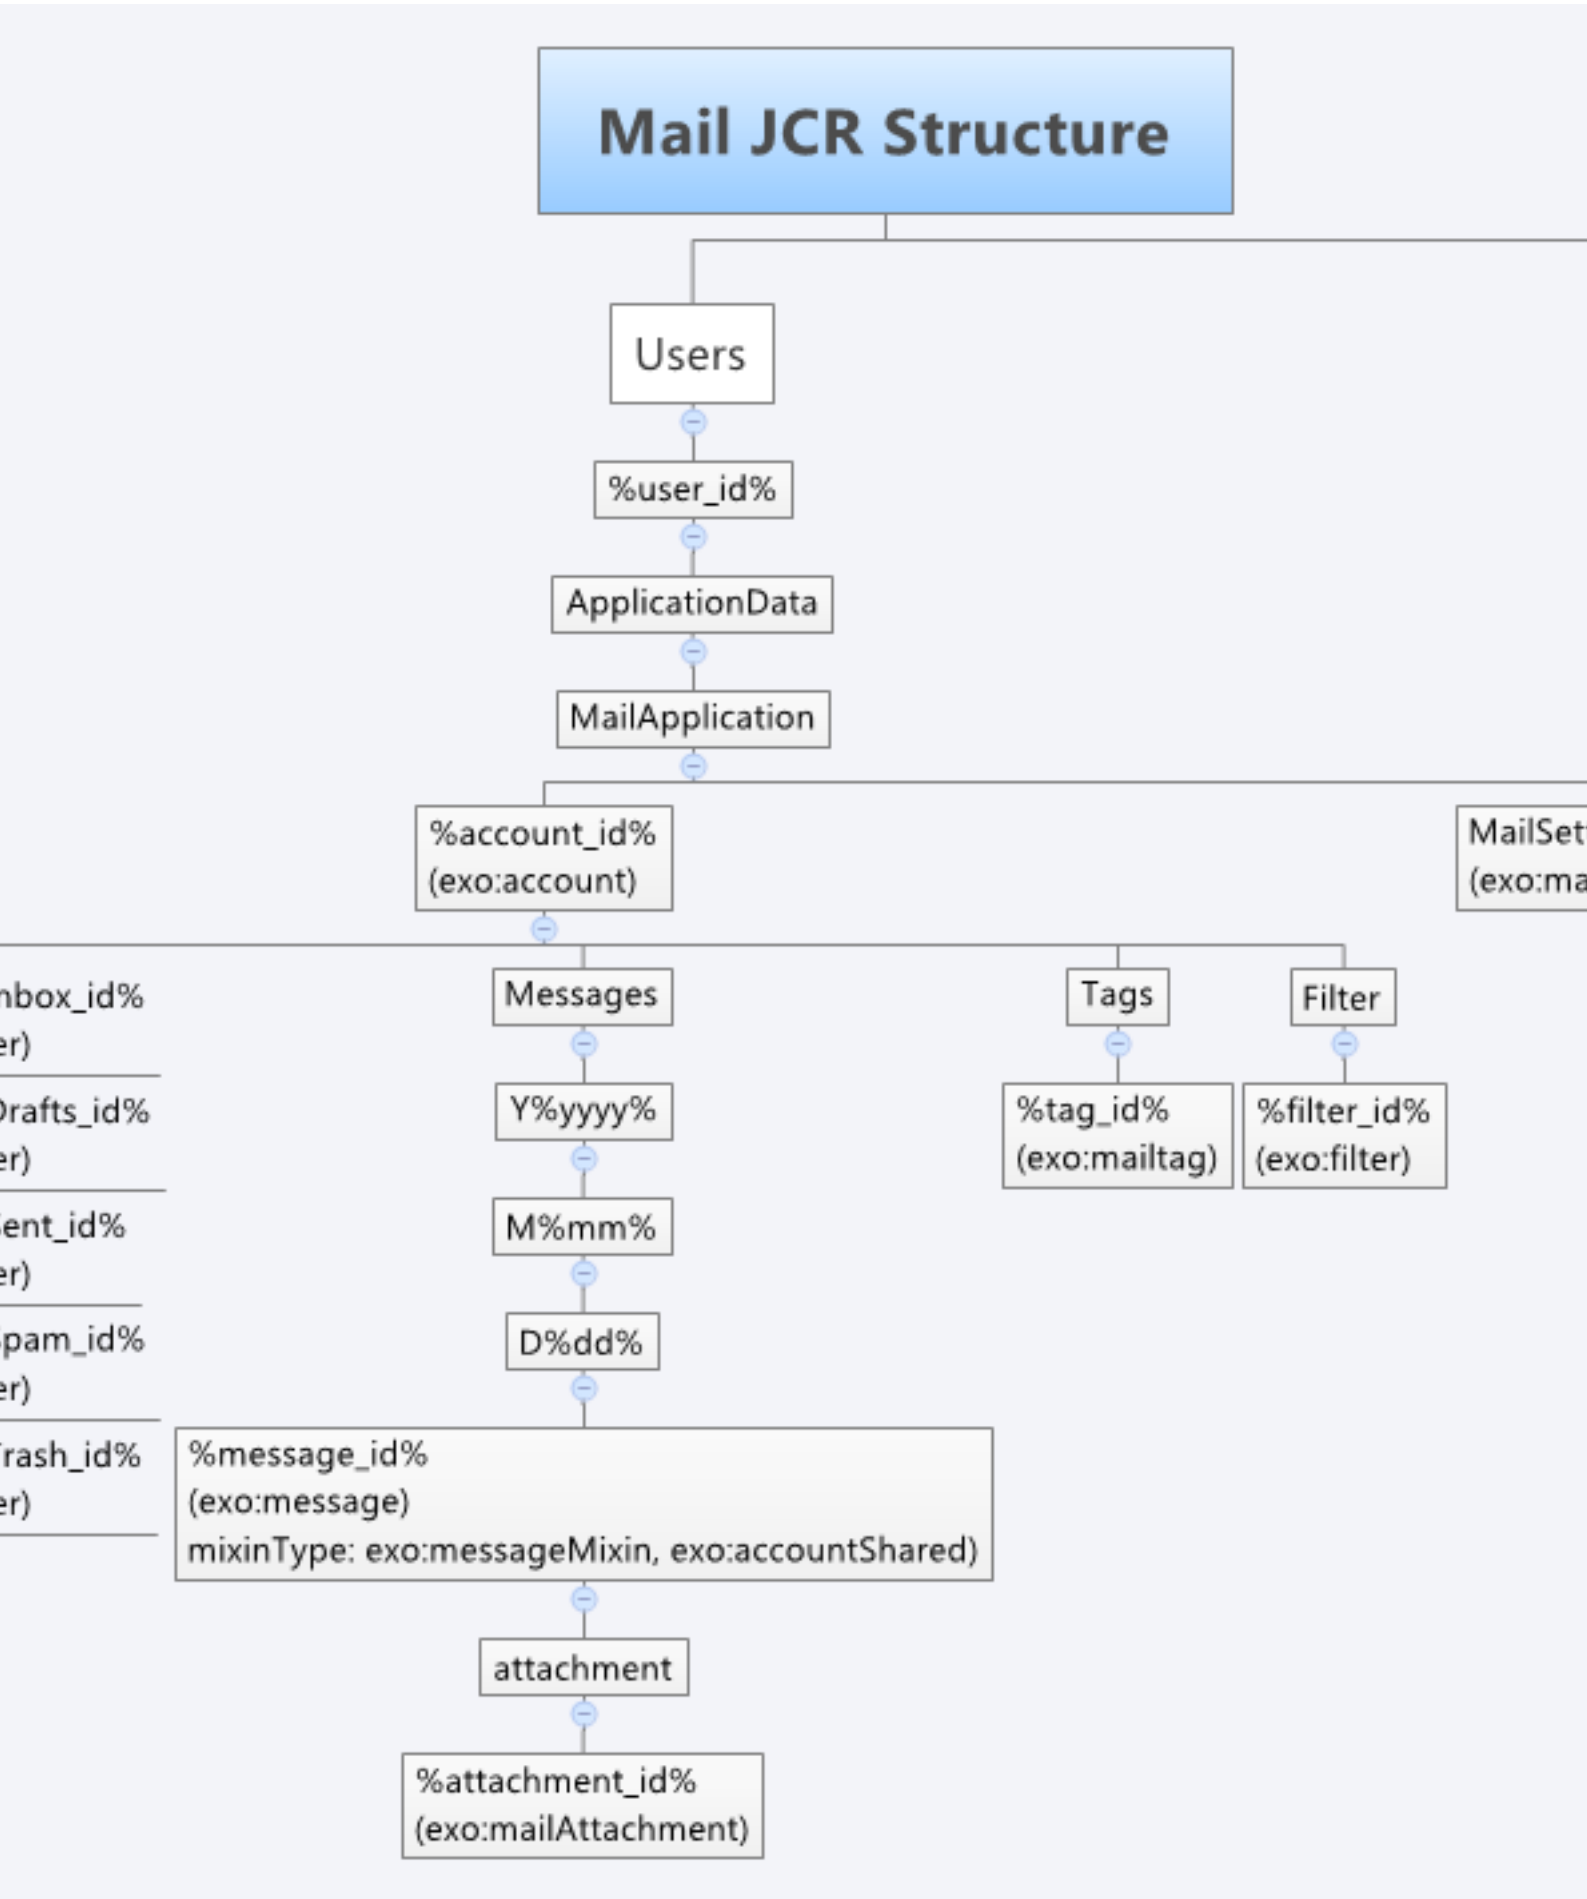 Mail JCR Structure
Users
%user_id%
ApplicationData
MailApplication
%account_id%
(exo:account)
Messages
Tags
Filter
Y%yyyy%
%tag_id%
(exo:mailtag)
%filter_id%
(exo:filter)
M%mm%
D%dd%
%message_id%
(exo:message)
mixinType: exo:messageMixin, exo:accountShared)
attachment
%attachment_id%
(exo:mailAttachment)